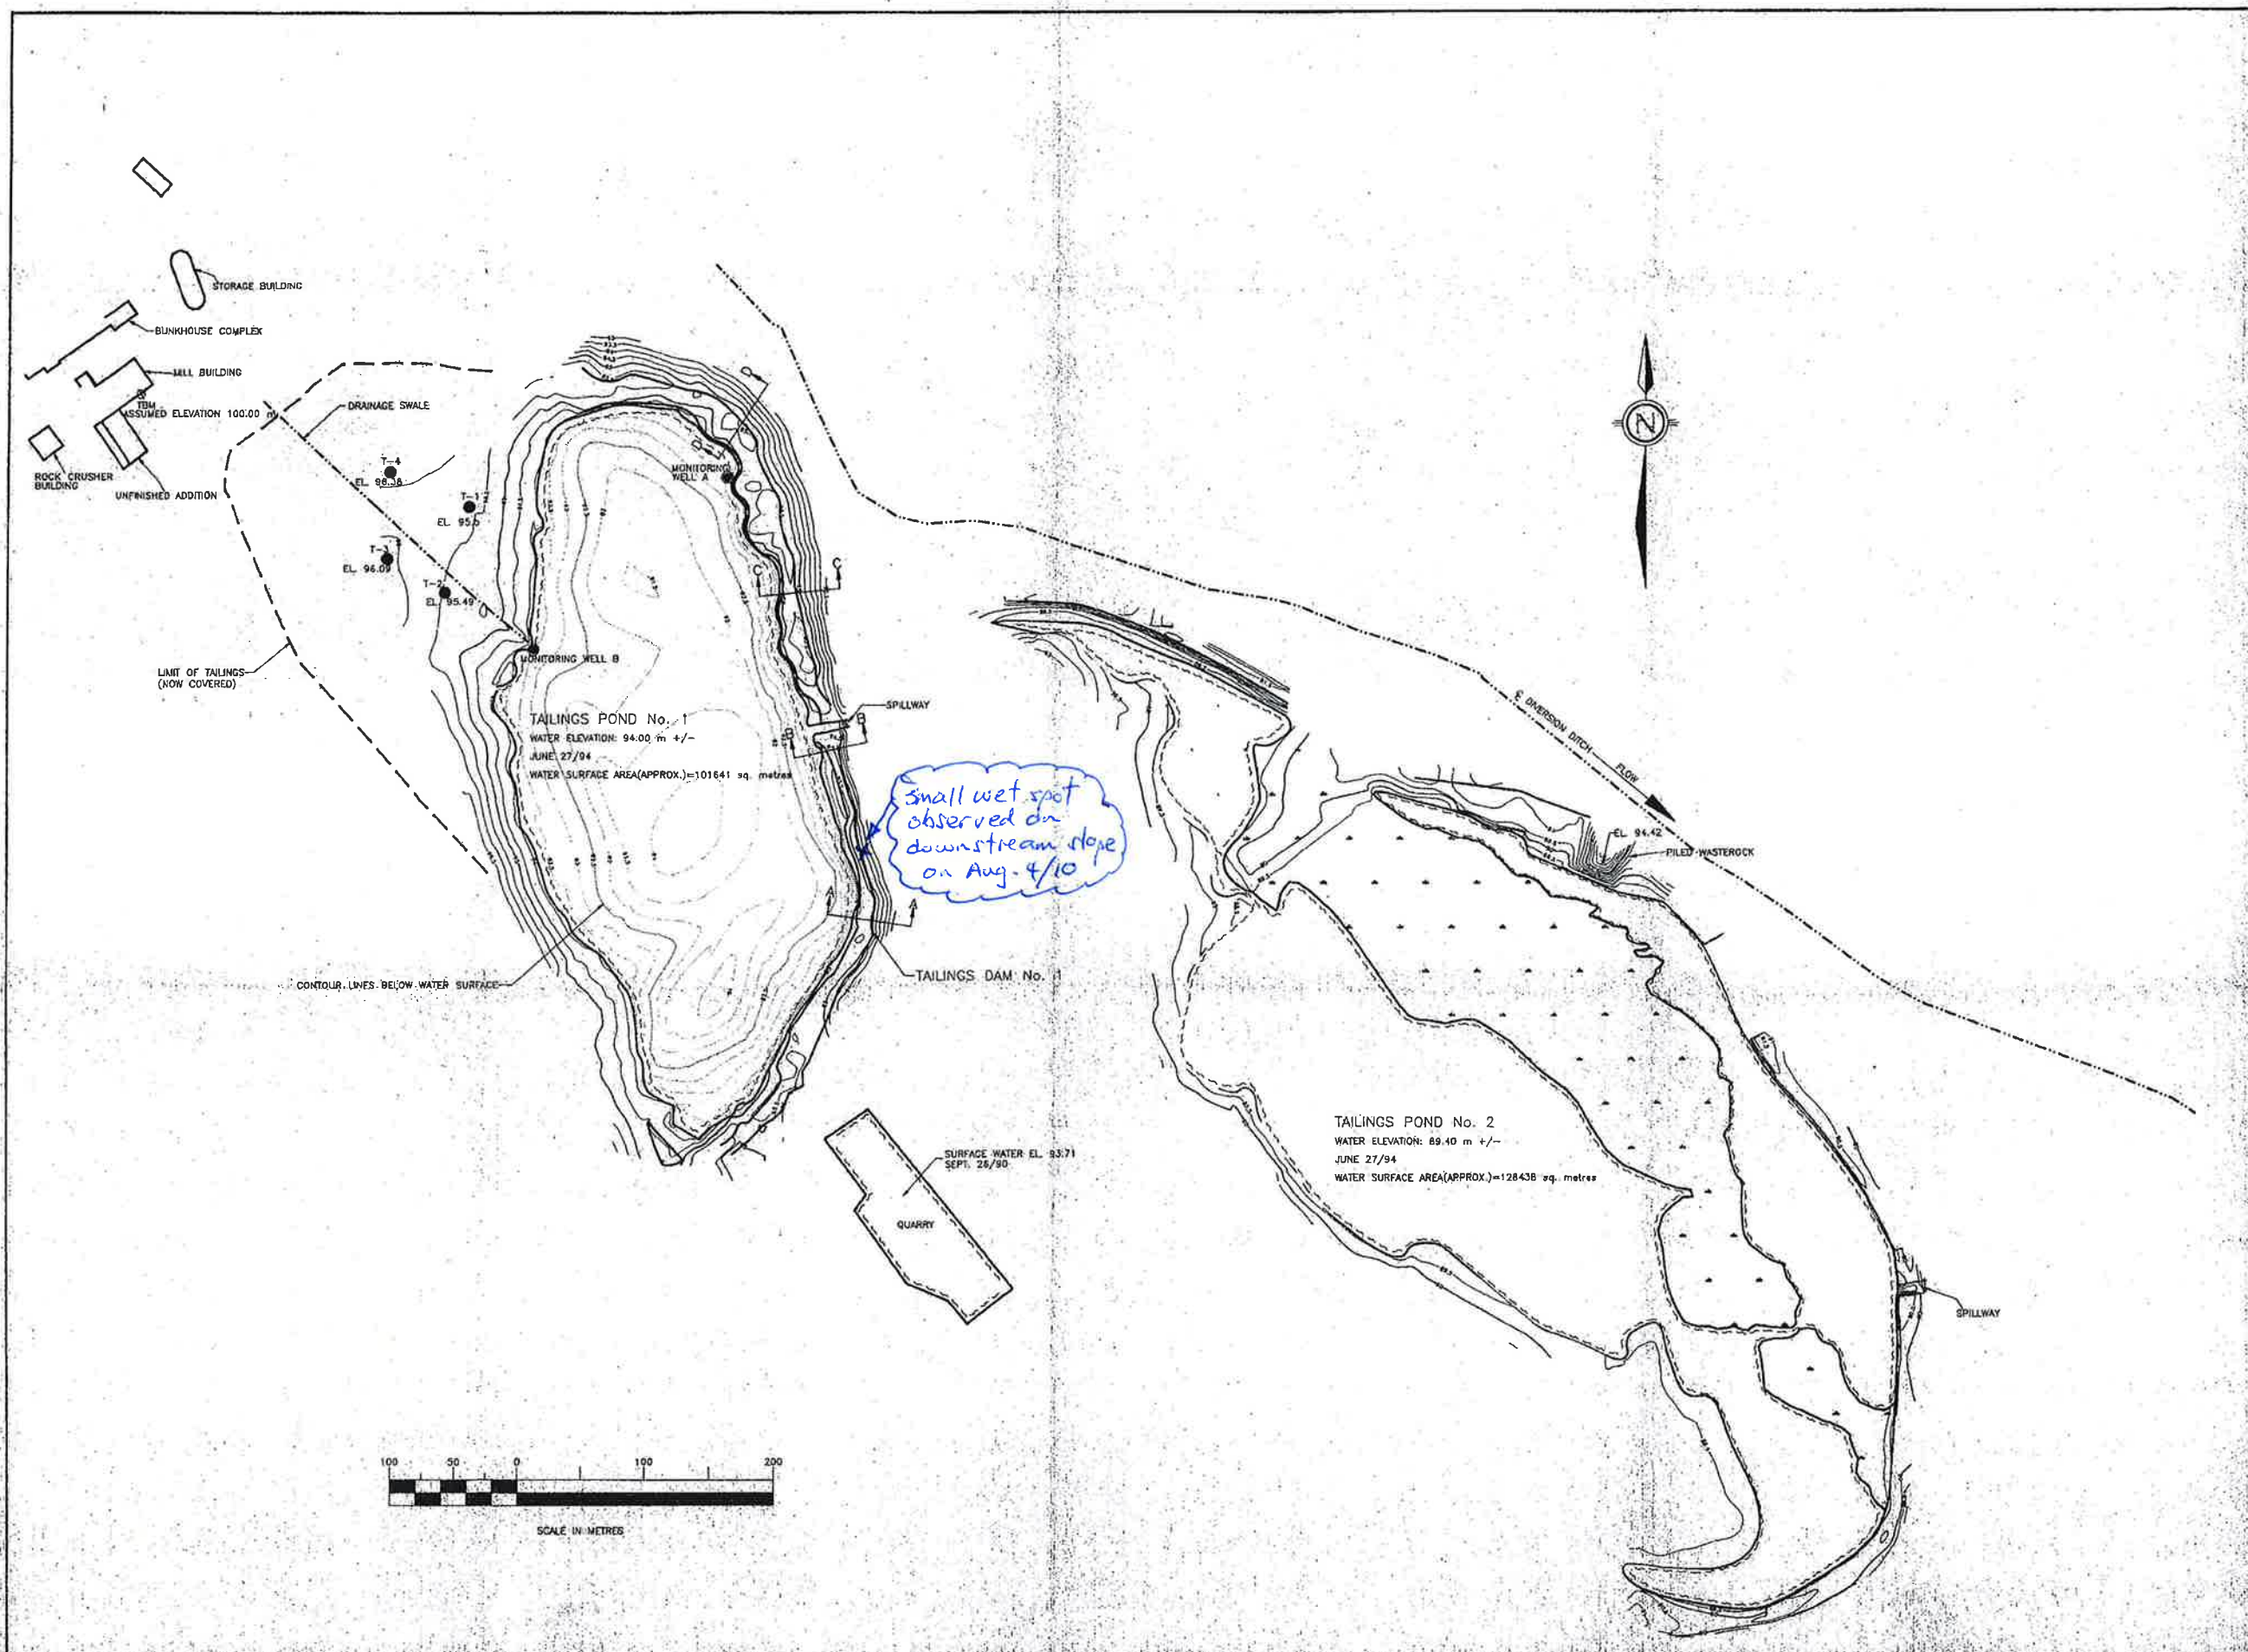 STORAGE BUILDING
BUNKHOUSE COMPLEX
MILL BUILDING
TBM
ASSUMED ELEVATION 100.00 m
DRAINAGE SWALE
ROCK CRUSHER
BUILDING
UNFINISHED ADDITION
T-4
EL. 96.38
T-1
EL. 95.5
T-3
EL. 96.09
T-2
EL. 95.49
LIMIT OF TAILINGS
(NOW COVERED)
MONITORING
WELL A
MONITORING WELL B
D
D
C
C
B
B
A
A
SPILLWAY
TAILINGS POND No. 1
WATER ELEVATION: 94.00 m +/-
JUNE 27/94
WATER SURFACE AREA(APPROX.)=101641 sq. metres
small wet spot
observed on
downstream slope
on Aug. 4/10
N
℄ DIVERSION DITCH
FLOW
EL. 94.42
PILED WASTEROCK
CONTOUR LINES BELOW WATER SURFACE
TAILINGS DAM No. 1
SURFACE WATER EL. 93.71
SEPT. 26/90
QUARRY
TAILINGS POND No. 2
WATER ELEVATION: 89.40 m +/-
JUNE 27/94
WATER SURFACE AREA(APPROX.)=128438 sq. metres
SPILLWAY
100 50 0 100 200
SCALE IN METRES